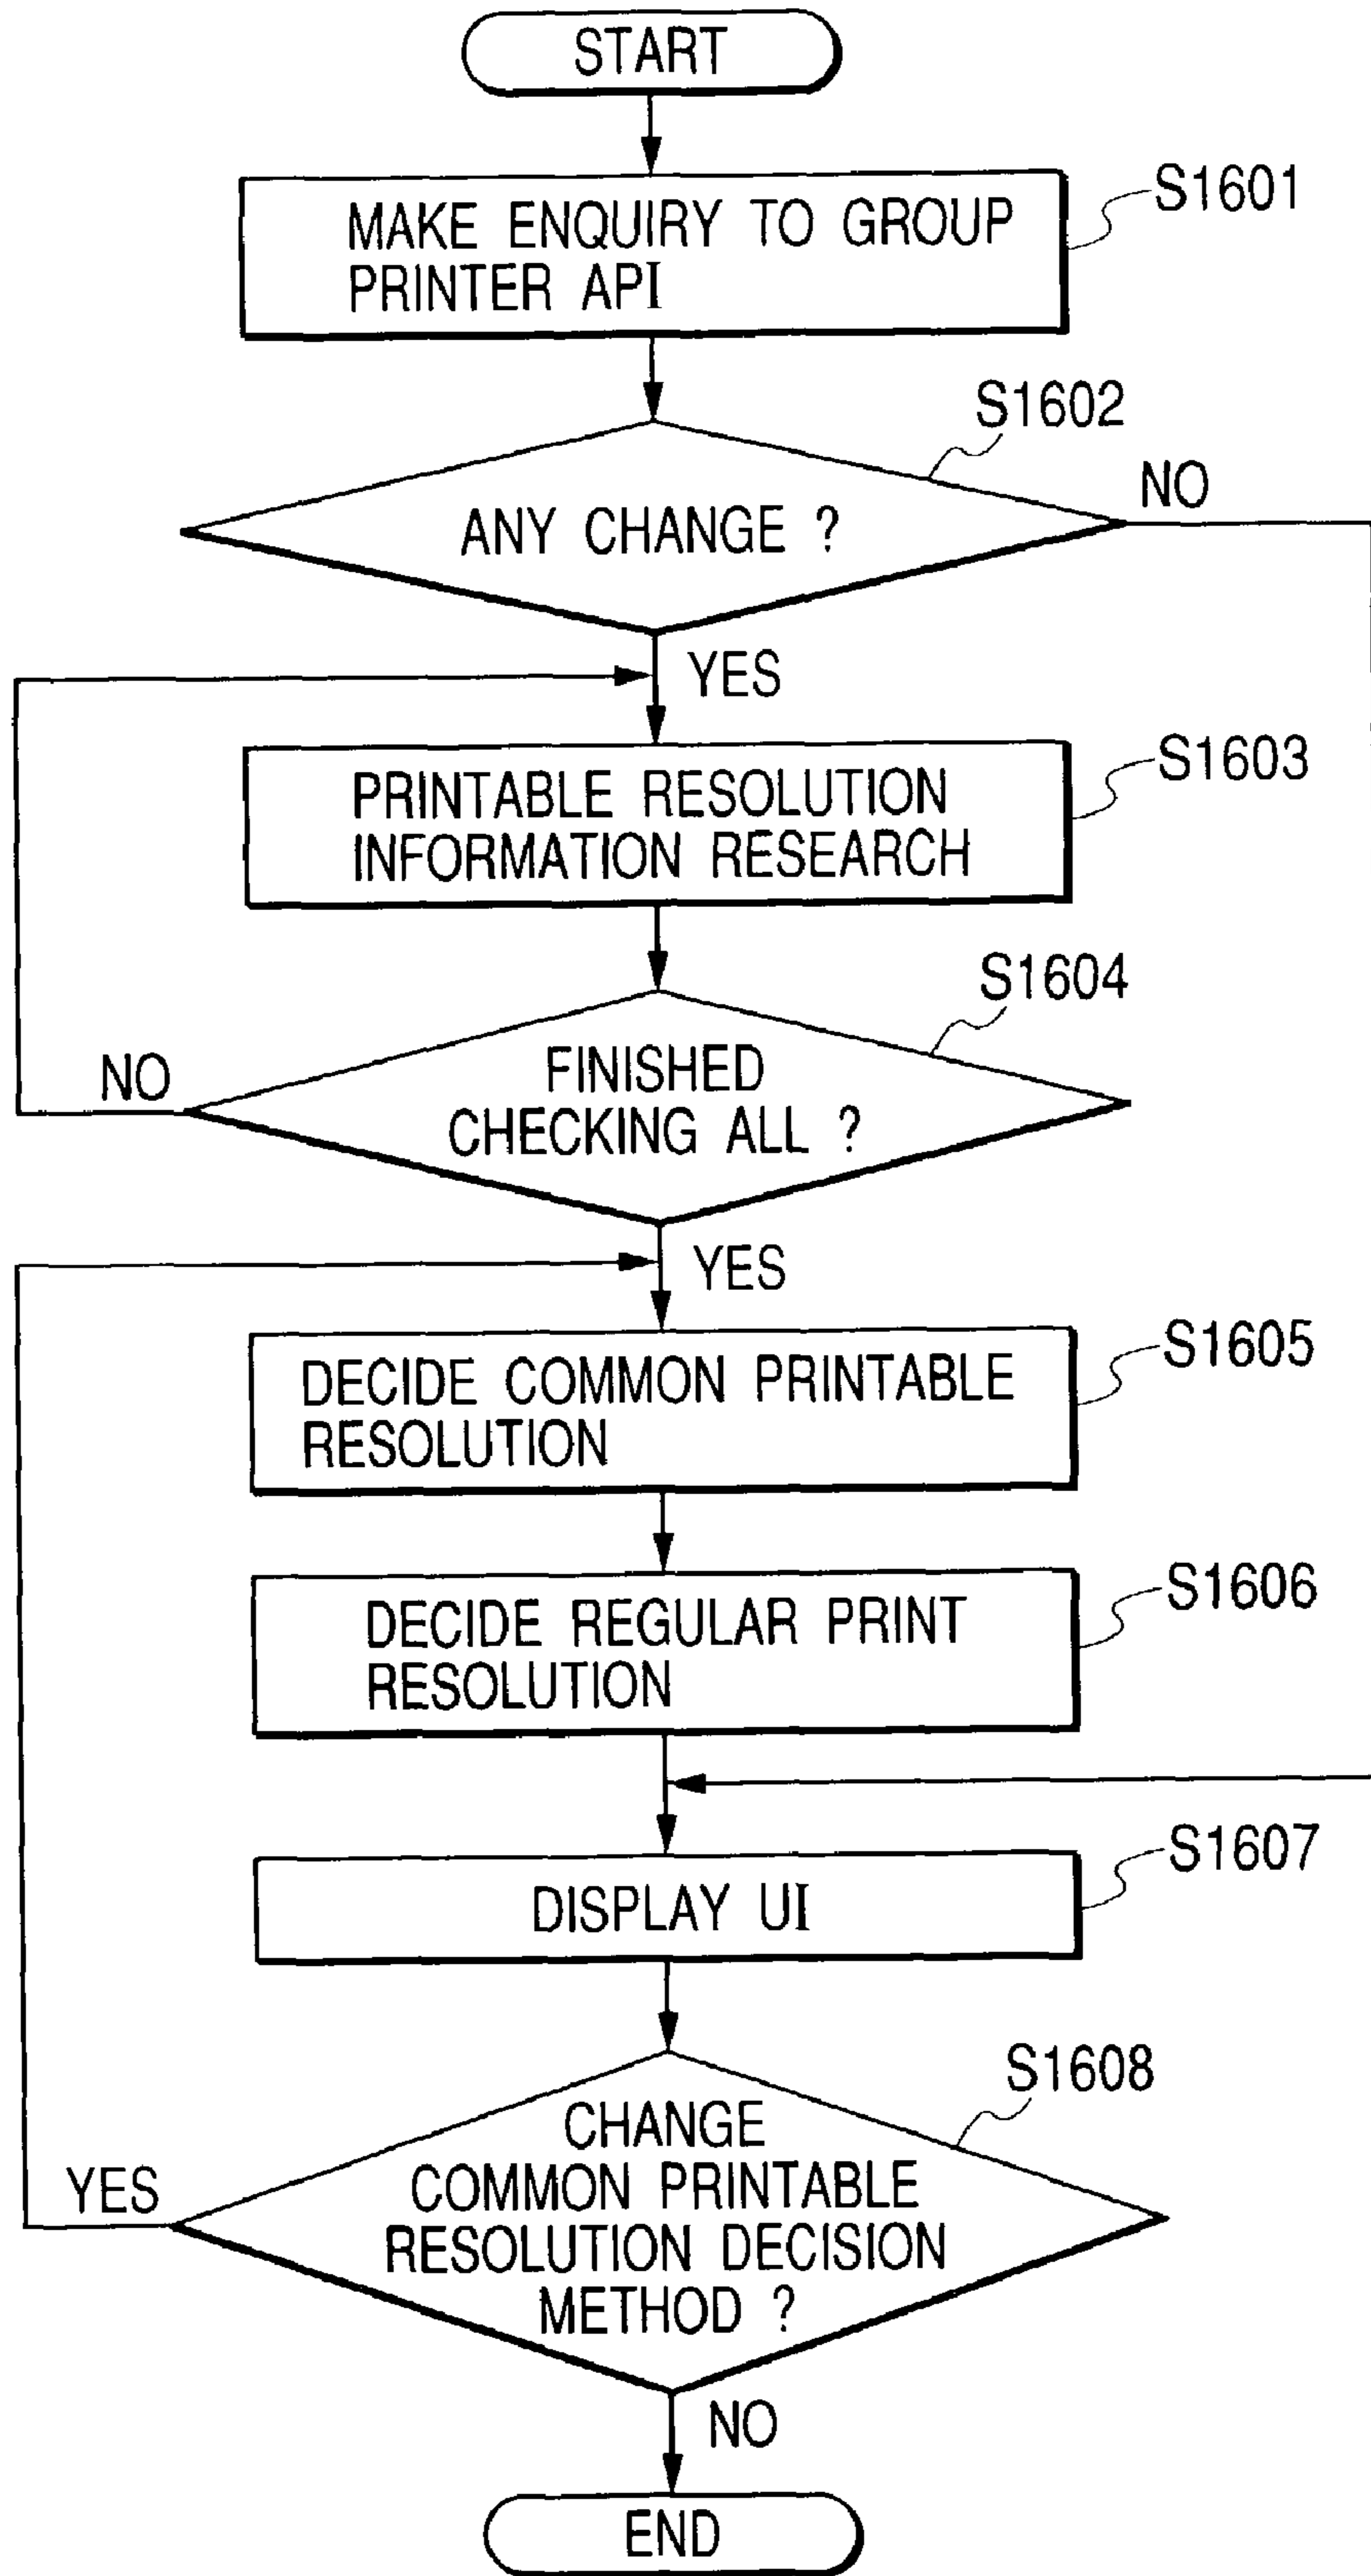 START
MAKE ENQUIRY TO GROUP
PRINTER API
S1601
S1602
ANY CHANGE ?
NO
YES
PRINTABLE RESOLUTION
INFORMATION RESEARCH
S1603
S1604
FINISHED
CHECKING ALL ?
NO
YES
DECIDE COMMON PRINTABLE
RESOLUTION
S1605
DECIDE REGULAR PRINT
RESOLUTION
S1606
DISPLAY UI
S1607
S1608
CHANGE
COMMON PRINTABLE
RESOLUTION DECISION
METHOD ?
YES
NO
END